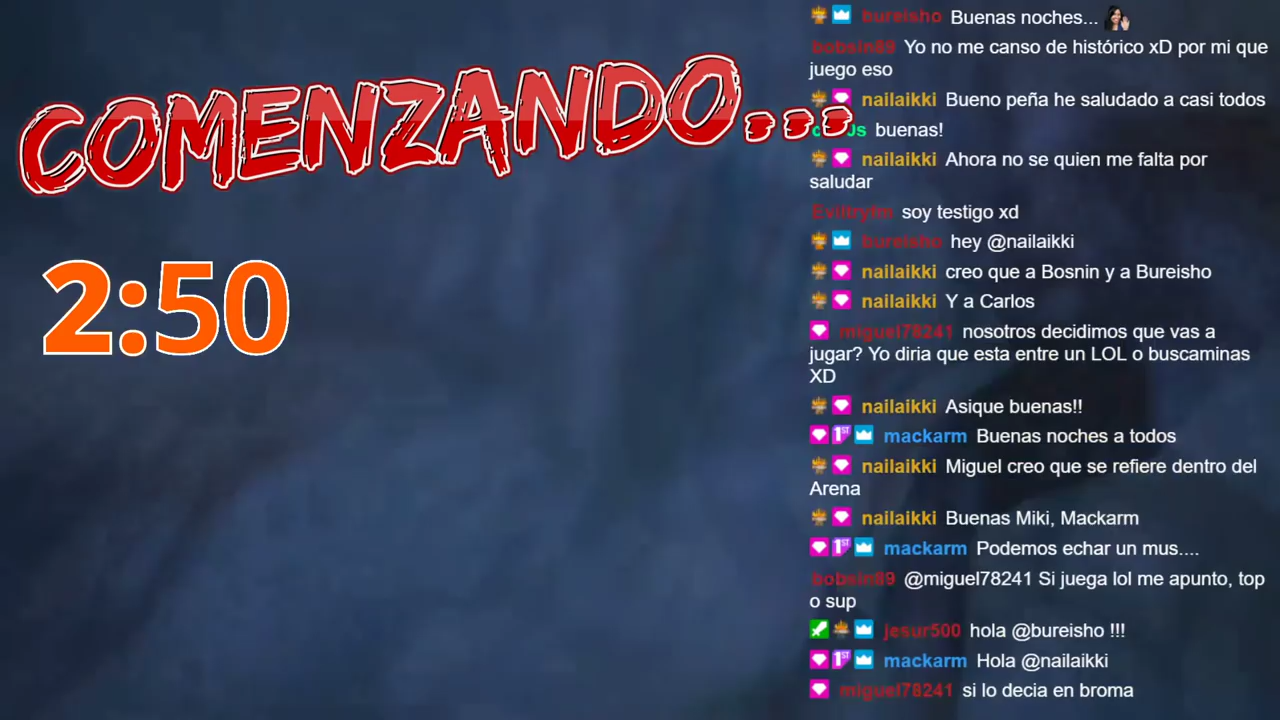 COMENZANDO...
2:50
bureisho Buenas noches...
bobsin89 Yo no me canso de histórico xD por mi que
juego eso
nailaikki Bueno peña he saludado a casi todos
buenas!
nailaikki Ahora no se quien me falta por
saludar
soy testigo xd
bureisho hey @nailaikki
nailaikki creo que a Bosnin y a Bureisho
nailaikki Y a Carlos
miguel78241 nosotros decidimos que vas a
jugar? Yo diria que esta entre un LOL o buscaminas
XD
nailaikki Asique buenas!!
1ST mackarm Buenas noches a todos
nailaikki Miguel creo que se refiere dentro del
Arena
nailaikki Buenas Miki, Mackarm
1ST mackarm Podemos echar un mus....
bobsin89 @miguel78241 Si juega lol me apunto, top
o sup
jesur500 hola @bureisho !!!
1ST mackarm Hola @nailaikki
miguel78241 si lo decia en broma